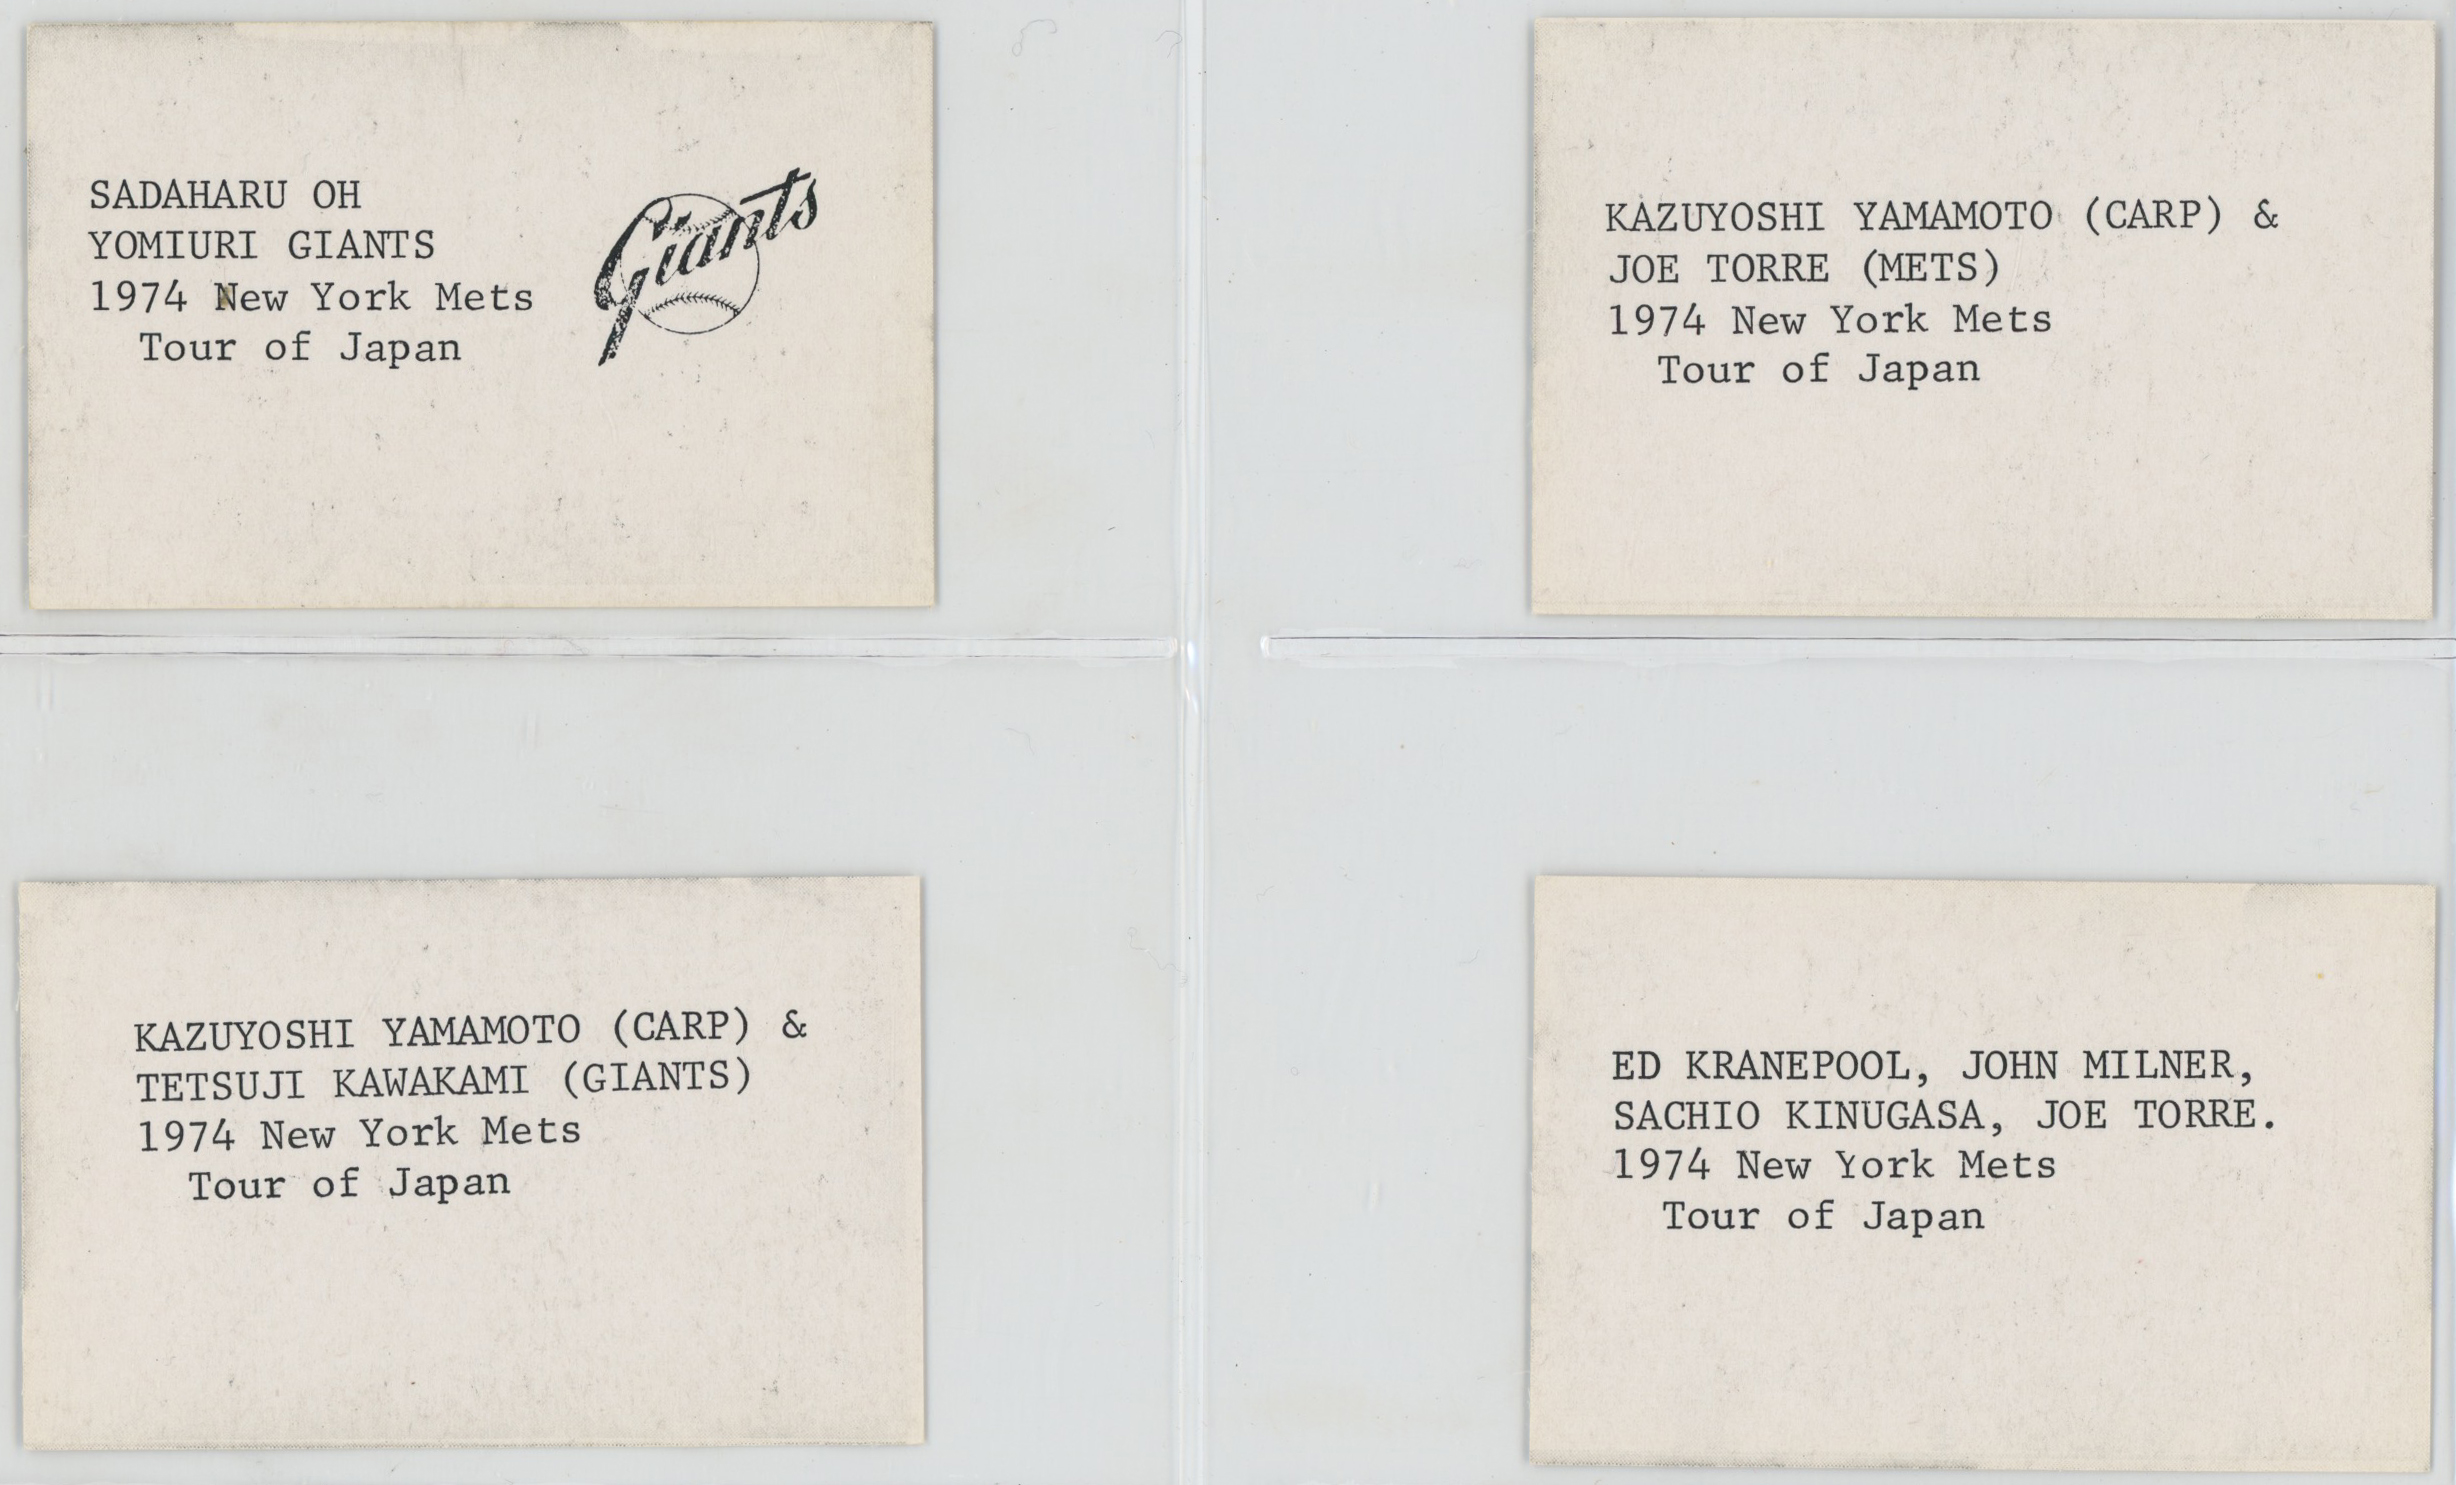 SADAHARU OH
YOMIURI GIANTS
1974 New York Mets
Tour of Japan
Giants
KAZUYOSHI YAMAMOTO (CARP) &
JOE TORRE (METS)
1974 New York Mets
Tour of Japan
KAZUYOSHI YAMAMOTO (CARP) &
TETSUJI KAWAKAMI (GIANTS)
1974 New York Mets
Tour of Japan
ED KRANEPOOL, JOHN MILNER,
SACHIO KINUGASA, JOE TORRE.
1974 New York Mets
Tour of Japan